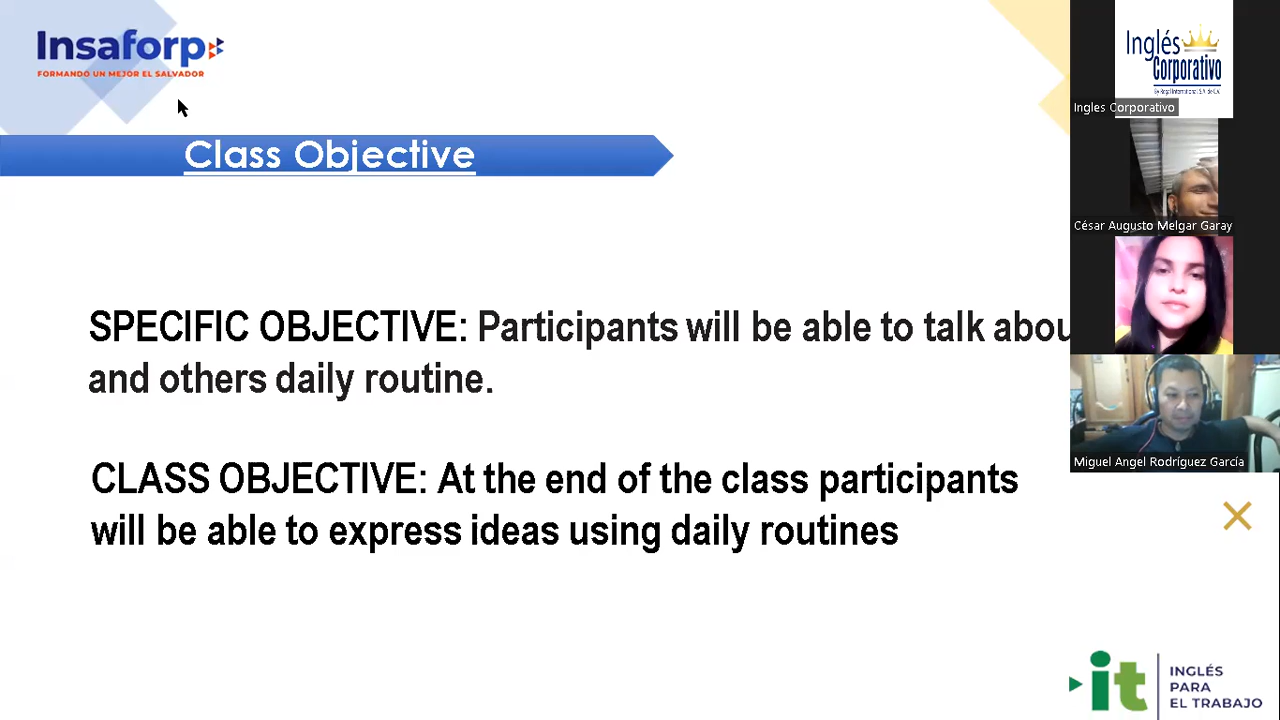 Insaforp
FORMANDO UN MEJOR EL SALVADOR
Class Objective
SPECIFIC OBJECTIVE: Participants will be able to talk abou
and others daily routine.
CLASS OBJECTIVE: At the end of the class participants
will be able to express ideas using daily routines
Inglés
Corporativo
Ingles Corporativo
César Augusto Melgar Garay
Miguel Angel Rodríguez García
it
INGLÉS
PARA
EL TRABAJO